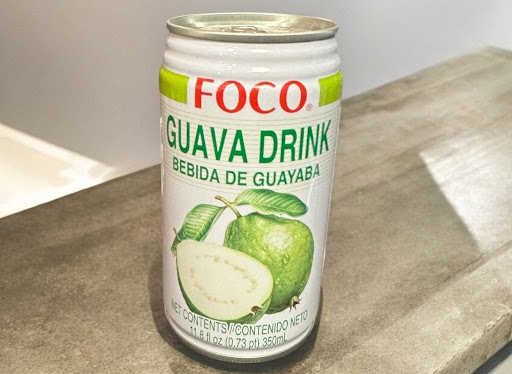 FOCO®
GUAVA DRINK
BEBIDA DE GUAYABA
NET CONTENTS / CONTENIDO NETO
11.8 fl oz (0.73 pt) 350mL